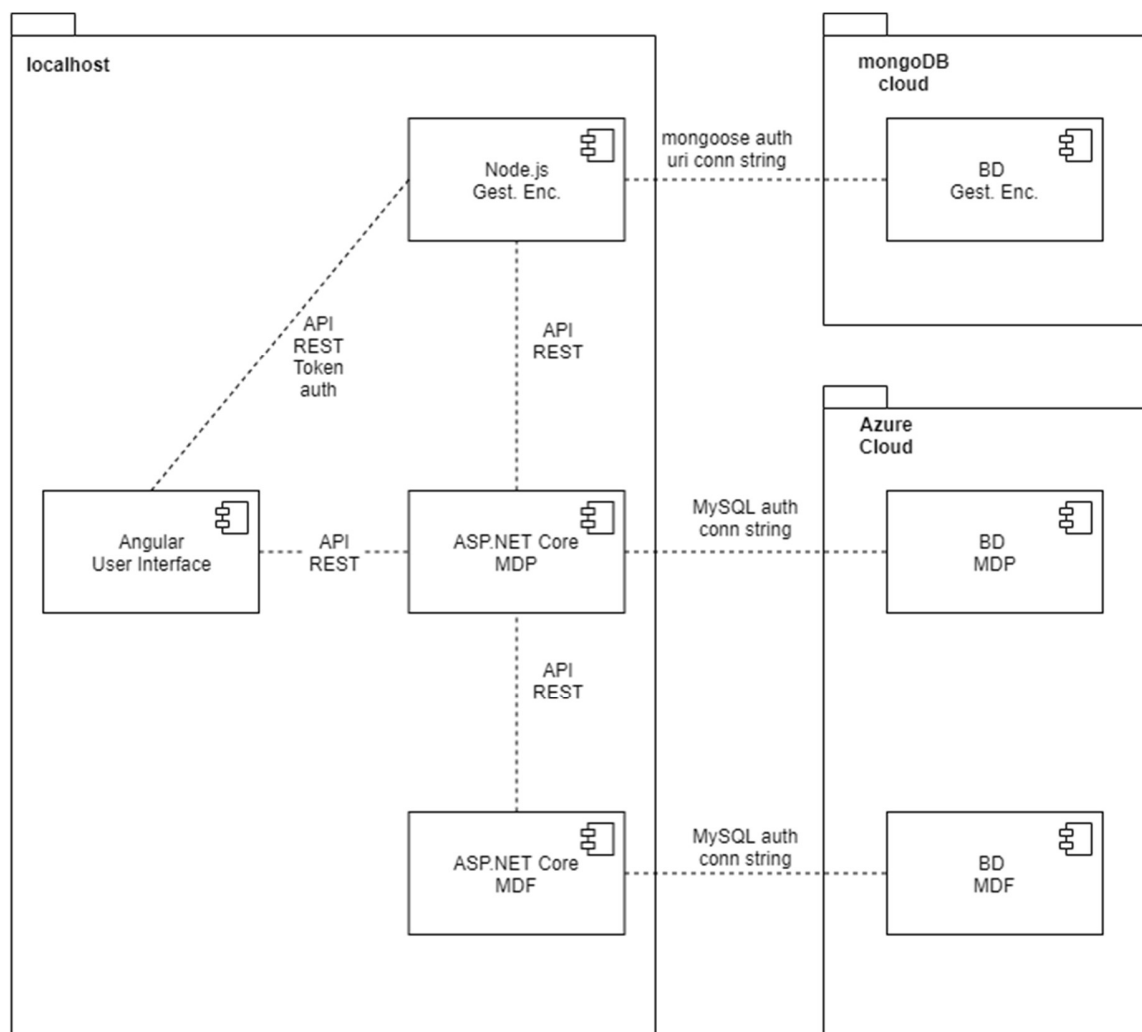 localhost
mongoDB
cloud
Node.js
Gest. Enc.
mongoose auth
uri conn string
BD
Gest. Enc.
API
REST
Token
auth
API
REST
Azure
Cloud
Angular
User Interface
API
REST
ASP.NET Core
MDP
MySQL auth
conn string
BD
MDP
API
REST
ASP.NET Core
MDF
MySQL auth
conn string
BD
MDF